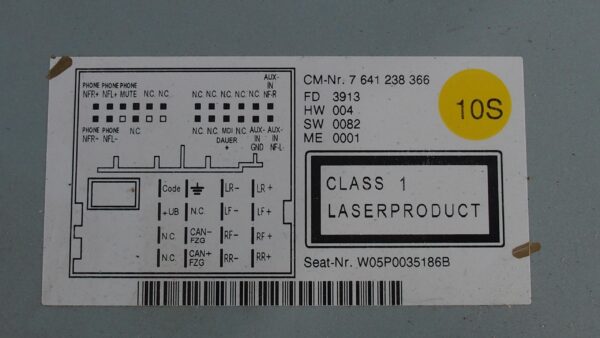 PHONE PHONE PHONE
NFR+ NFL+ MUTE N.C. N.C.
N.C. N.C. N.C. N.C. AUX- IN NF-R
PHONE PHONE N.C.
NFR- NFL-
N.C. N.C. MDI N.C. AUX- AUX-
DAUER IN IN
+ GND NF-L
Code LR- LR+
+UB N.C. LF- LF+
N.C. CAN- FZG RF- RF+
N.C. CAN+ FZG RR- RR+
CM-Nr. 7 641 238 366
FD 3913
HW 004
SW 0082
ME 0001
10S
CLASS 1
LASERPRODUCT
Seat-Nr. W05P0035186B